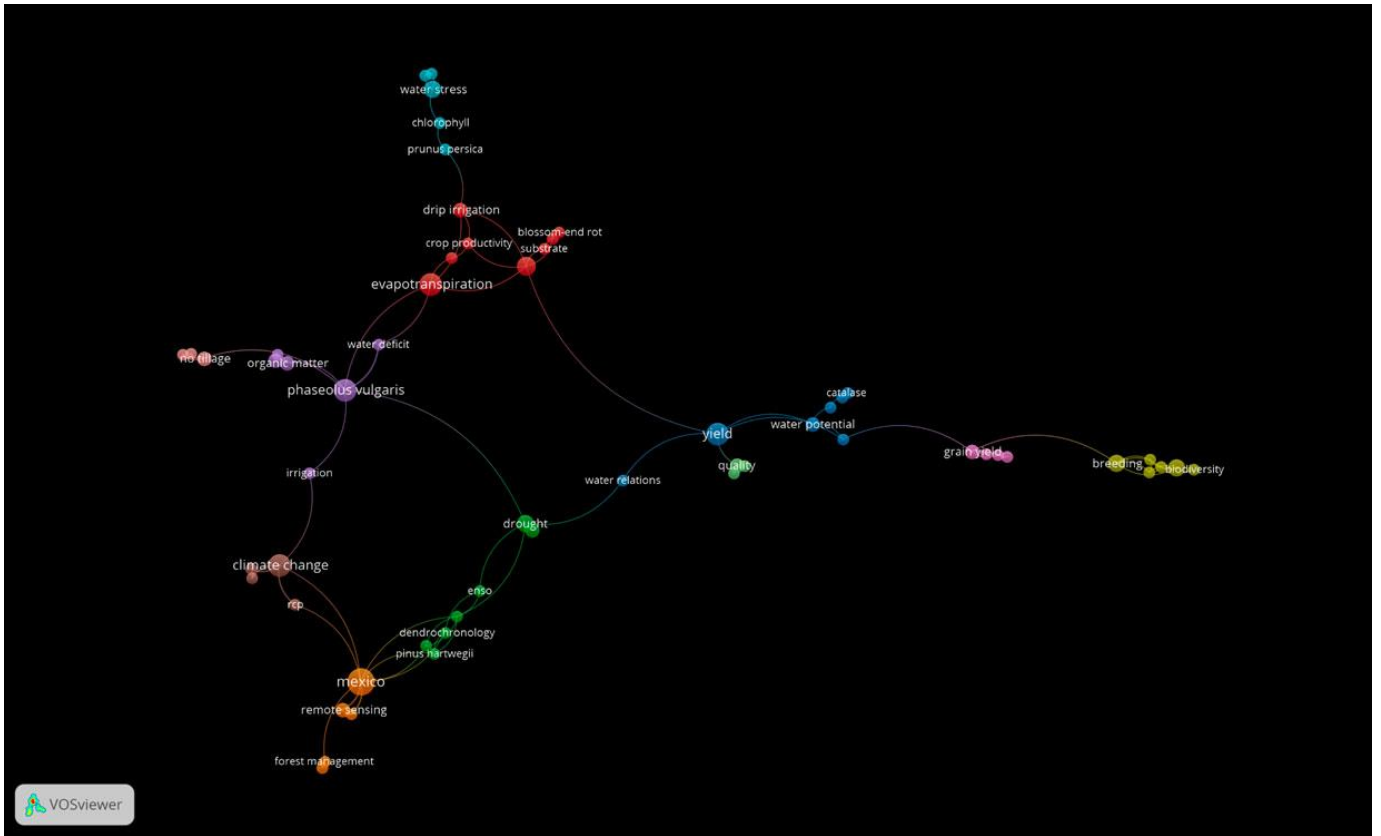 water stress
chlorophyll
prunus persica
drip irrigation
blossom-end rot
crop productivity
substrate
evapotranspiration
water deficit
no tillage
organic matter
phaseolus vulgaris
catalase
water potential
yield
grain yield
quality
breeding
biodiversity
irrigation
water relations
drought
climate change
enso
rcp
dendrochronology
pinus hartwegii
mexico
remote sensing
forest management
VOSviewer